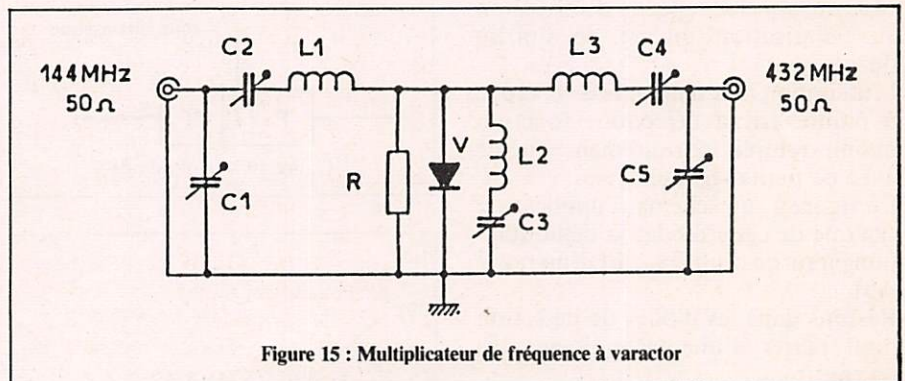 C2 L1 L3 C4
144 MHz 432 MHz
50 Ω 50 Ω
V
L2
C1 R C5
C3
Figure 15 : Multiplicateur de fréquence à varactor